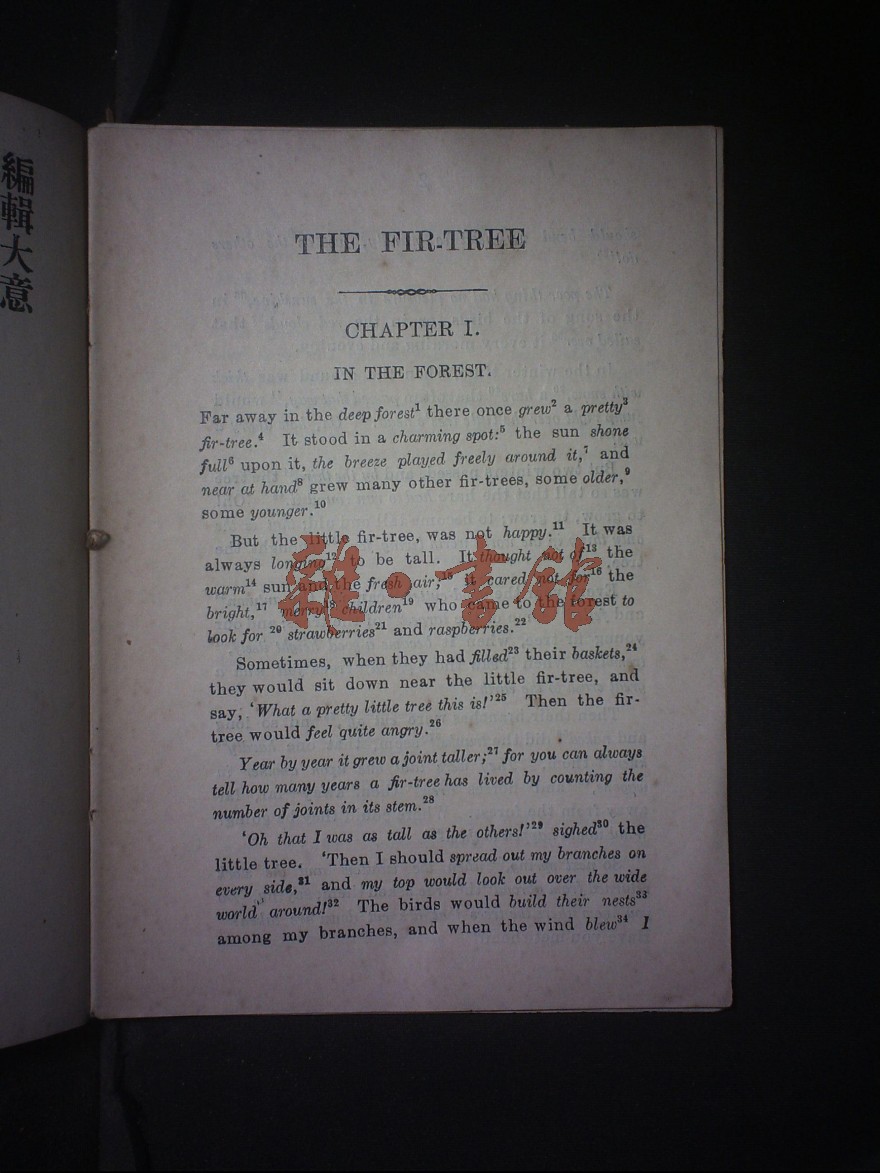 編輯大意
THE FIR-TREE
CHAPTER I.
IN THE FOREST.
Far away in the deep forest¹ there once grew² a pretty³
fir-tree.⁴ It stood in a charming spot:⁵ the sun shone
full⁶ upon it, the breeze played freely around it,⁷ and
near at hand⁸ grew many other fir-trees, some older,⁹
some younger.¹⁰
But the little fir-tree, was not happy.¹¹ It was
always longing¹² to be tall. It thought not of¹³ the
warm¹⁴ sun and the fresh air;¹⁵ it cared not for¹⁶ the
bright,¹⁷ merry¹⁸ children¹⁹ who came to the forest to
look for ²⁰ strawberries²¹ and raspberries.²²
Sometimes, when they had filled²³ their baskets,²⁴
they would sit down near the little fir-tree, and
say, ‘What a pretty little tree this is!’²⁵ Then the fir-
tree would feel quite angry.²⁶
Year by year it grew a joint taller;²⁷ for you can always
tell how many years a fir-tree has lived by counting the
number of joints in its stem.²⁸
‘Oh that I was as tall as the others!’²⁹ sighed³⁰ the
little tree. ‘Then I should spread out my branches on
every side,³¹ and my top would look out over the wide
world around!³² The birds would build their nests³³
among my branches, and when the wind blew³⁴ I
雜·書館